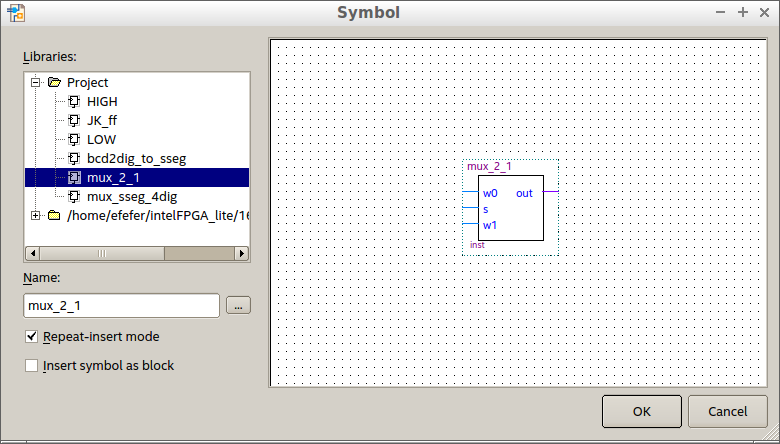 Symbol
Libraries:
Project
HIGH
JK_ff
LOW
bcd2dig_to_sseg
mux_2_1
mux_sseg_4dig
/home/efefer/intelFPGA_lite/16
Name:
mux_2_1
...
Repeat-insert mode
Insert symbol as block
mux_2_1
w0 out
s
w1
inst
OK Cancel